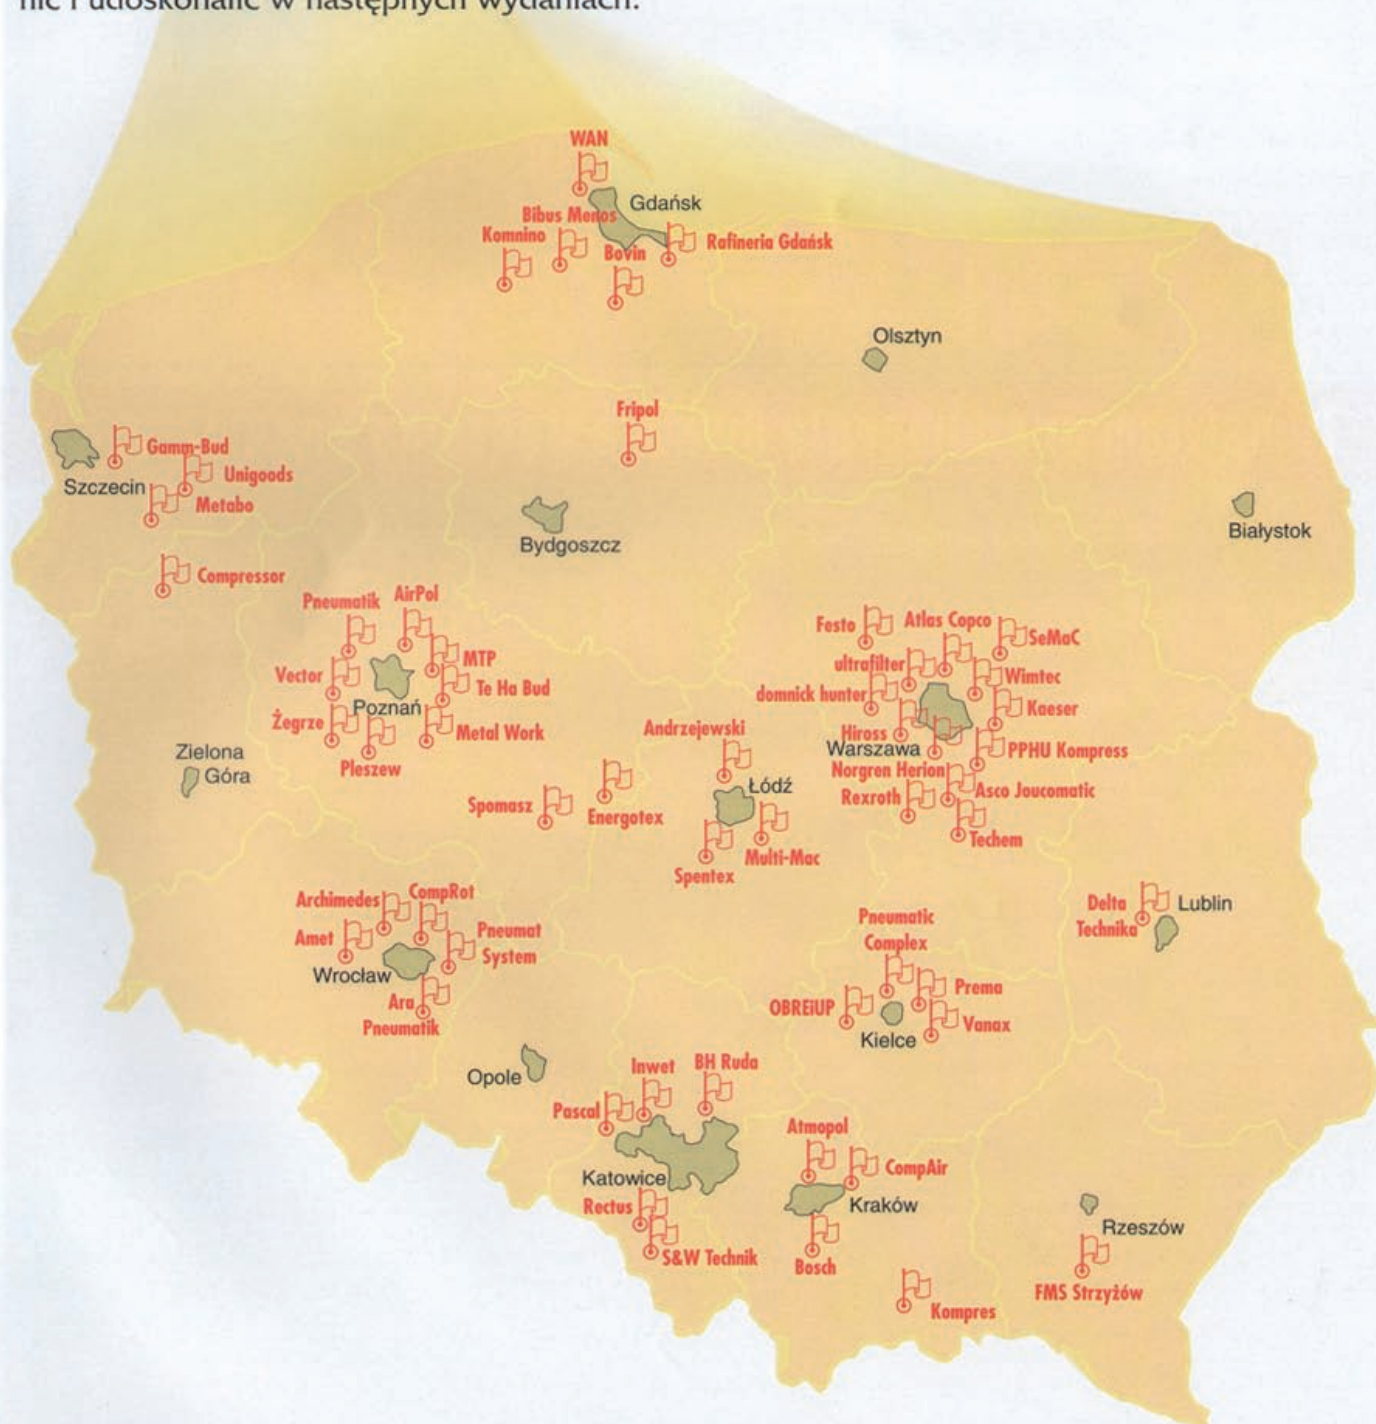 nić i udoskonalić w następnych wydaniach.
WAN
Gdańsk
Bibus Menos
Komnino
Rafineria Gdańsk
Bovin
Olsztyn
Fripol
Gamm-Bud
Unigoods
Szczecin
Metabo
Białystok
Bydgoszcz
Compressor
AirPol
Pneumatik
Atlas Copco
Festo
SeMaC
MTP
ultrafilter
Vector
Wimtec
Te Ha Bud
domnick hunter
Poznań
Kaeser
Żegrze
Andrzejewski
Metal Work
Hiross
Warszawa
PPHU Kompress
Zielona
Góra
Pleszew
Norgren Herion
Łódź
Asco Joucomatic
Rexroth
Spomasz
Energotex
Techem
Multi-Mac
Spentex
CompRot
Archimedes
Delta
Technika
Lublin
Pneumatic
Complex
Pneumat
System
Amet
Wrocław
Prema
Ara
Pneumatik
OBREiUP
Vanax
Kielce
BH Ruda
Inwet
Opole
Pascal
Atmopol
CompAir
Katowice
Rectus
Kraków
Rzeszów
S&W Technik
Bosch
FMS Strzyżów
Kompres